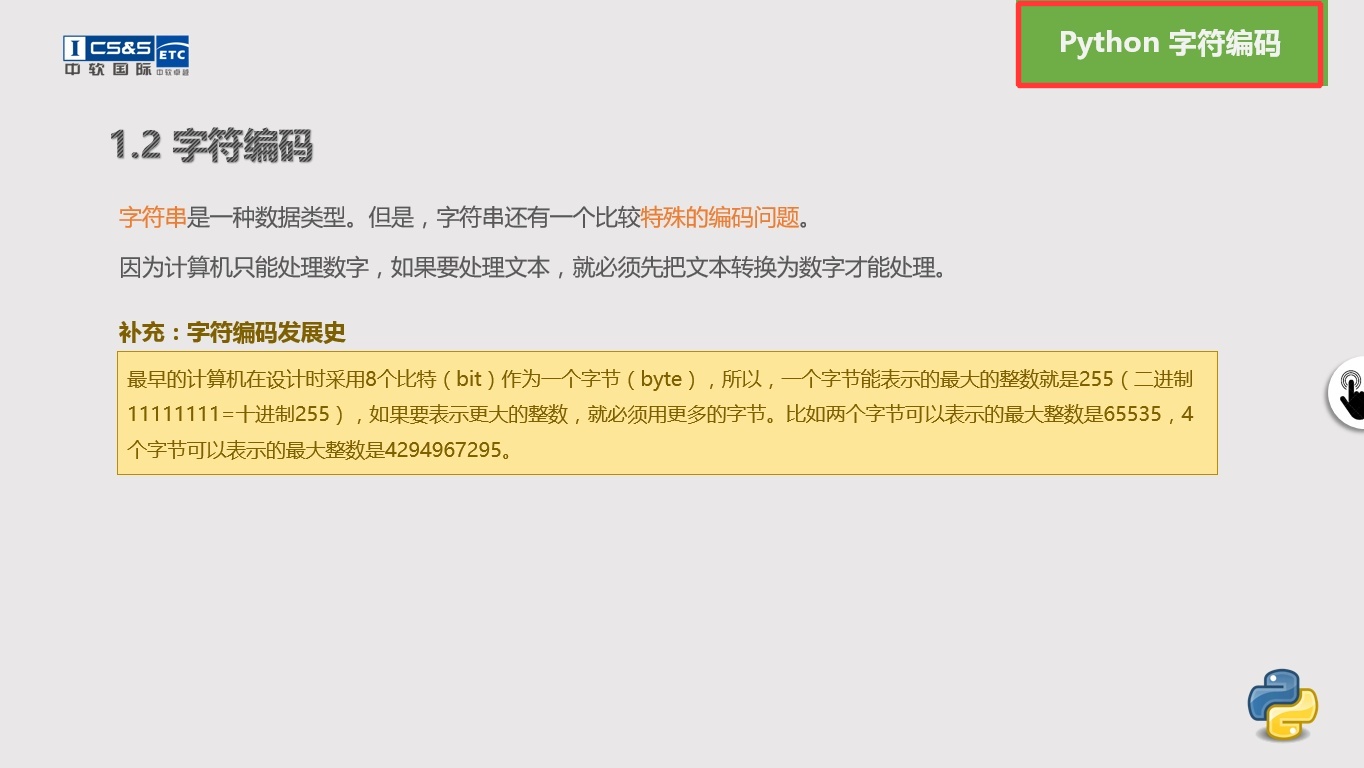 CS&S ETC
中软国际 中软卓越
Python 字符编码
1.2 字符编码
字符串是一种数据类型。但是，字符串还有一个比较特殊的编码问题。
因为计算机只能处理数字，如果要处理文本，就必须先把文本转换为数字才能处理。
补充：字符编码发展史
最早的计算机在设计时采用8个比特（bit）作为一个字节（byte），所以，一个字节能表示的最大的整数就是255（二进制
11111111=十进制255），如果要表示更大的整数，就必须用更多的字节。比如两个字节可以表示的最大整数是65535，4
个字节可以表示的最大整数是4294967295。